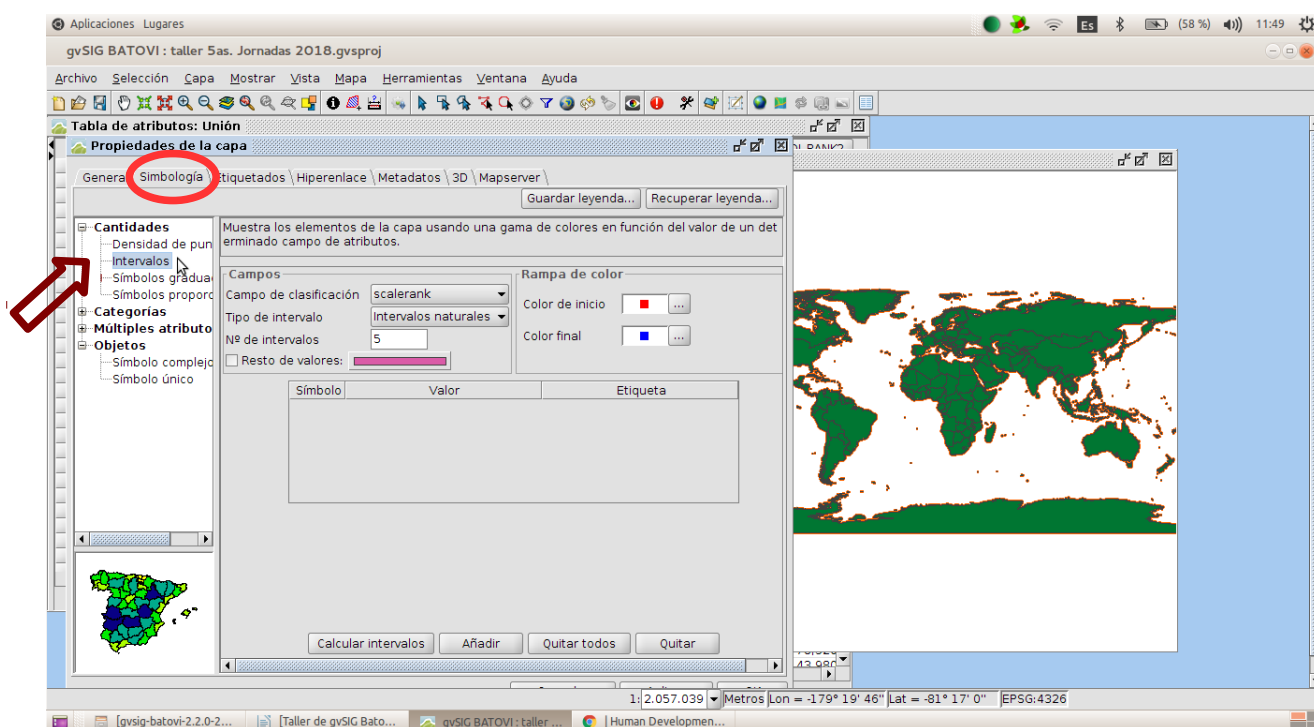 Aplicaciones Lugares
Es (58 %) 11:49
gvSIG BATOVI : taller 5as. Jornadas 2018.gvsproj
Archivo Selección Capa Mostrar Vista Mapa Herramientas Ventana Ayuda
Tabla de atributos: Unión
Propiedades de la capa
Simbología Etiquetados Hiperenlace Metadatos 3D Mapserver
Guardar leyenda... Recuperar leyenda...
Cantidades
Densidad de pun
Intervalos
Símbolos gradua
Símbolos proporc
Categorías
Múltiples atributo
Objetos
Símbolo complejo
Símbolo único
Muestra los elementos de la capa usando una gama de colores en función del valor de un det
erminado campo de atributos.
Campos
Campo de clasificación scalerank
Tipo de intervalo Intervalos naturales
Nº de intervalos 5
Resto de valores:
Rampa de color
Color de inicio ...
Color final ...
Símbolo Valor Etiqueta
Calcular intervalos Añadir Quitar todos Quitar
1: 2.057.039 Metros Lon = -179° 19' 46" Lat = -81° 17' 0" EPSG:4326
[gvsig-batovi-2.2.0-2... [Taller de gvSIG Bato... gvSIG BATOVI : taller ... | Human Developmen...